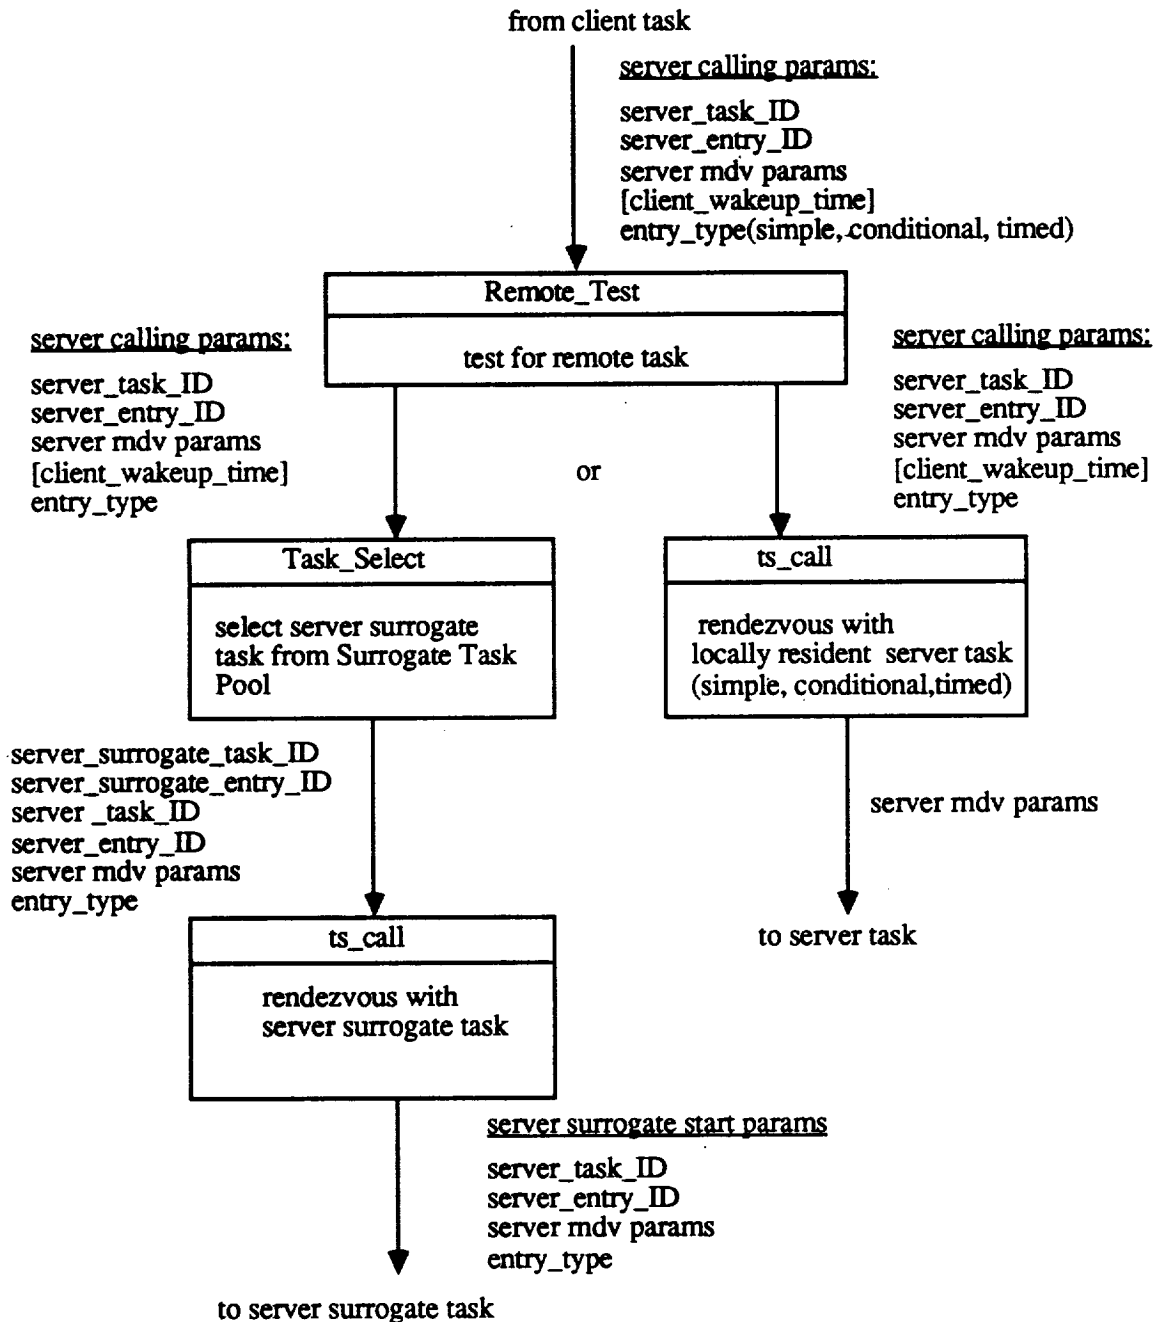 from client task
server calling params:
server_task_ID
server_entry_ID
server rndv params
[client_wakeup_time]
entry_type(simple, conditional, timed)
Remote_Test
test for remote task
server calling params:
server_task_ID
server_entry_ID
server rndv params
[client_wakeup_time]
entry_type
or
server calling params:
server_task_ID
server_entry_ID
server rndv params
[client_wakeup_time]
entry_type
Task_Select
select server surrogate
task from Surrogate Task
Pool
ts_call
rendezvous with
locally resident server task
(simple, conditional,timed)
server_surrogate_task_ID
server_surrogate_entry_ID
server _task_ID
server_entry_ID
server rndv params
entry_type
server rndv params
to server task
ts_call
rendezvous with
server surrogate task
server surrogate start params
server_task_ID
server_entry_ID
server rndv params
entry_type
to server surrogate task